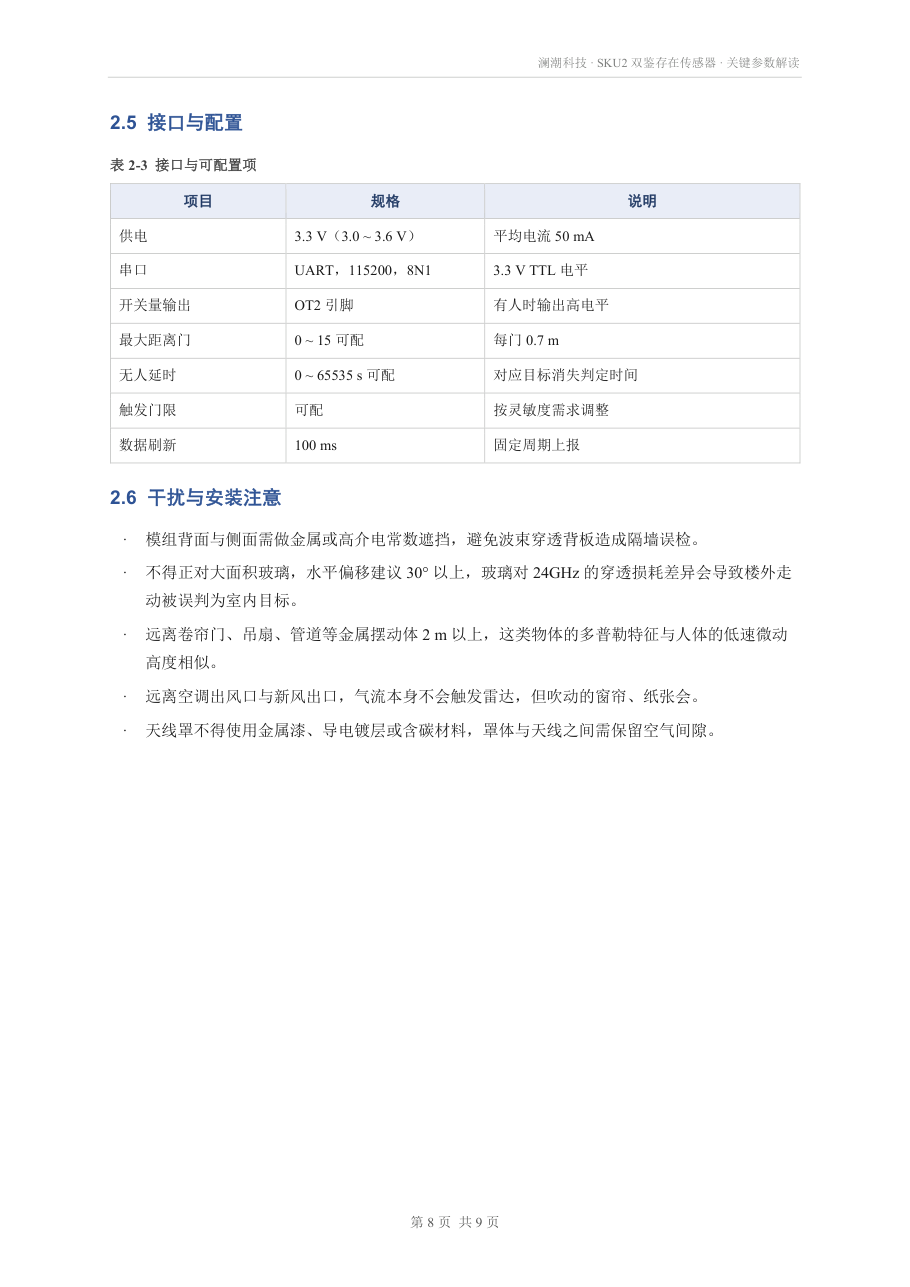 澜潮科技 · SKU2 双鉴存在传感器 · 关键参数解读
2.5 接口与配置
表 2-3 接口与可配置项
项目 规格 说明
供电 3.3 V（3.0 ~ 3.6 V） 平均电流 50 mA
串口 UART，115200，8N1 3.3 V TTL 电平
开关量输出 OT2 引脚 有人时输出高电平
最大距离门 0 ~ 15 可配 每门 0.7 m
无人延时 0 ~ 65535 s 可配 对应目标消失判定时间
触发门限 可配 按灵敏度需求调整
数据刷新 100 ms 固定周期上报
2.6 干扰与安装注意
· 模组背面与侧面需做金属或高介电常数遮挡，避免波束穿透背板造成隔墙误检。
· 不得正对大面积玻璃，水平偏移建议 30° 以上，玻璃对 24GHz 的穿透损耗差异会导致楼外走
动被误判为室内目标。
· 远离卷帘门、吊扇、管道等金属摆动体 2 m 以上，这类物体的多普勒特征与人体的低速微动
高度相似。
· 远离空调出风口与新风出口，气流本身不会触发雷达，但吹动的窗帘、纸张会。
· 天线罩不得使用金属漆、导电镀层或含碳材料，罩体与天线之间需保留空气间隙。
第 8 页 共 9 页